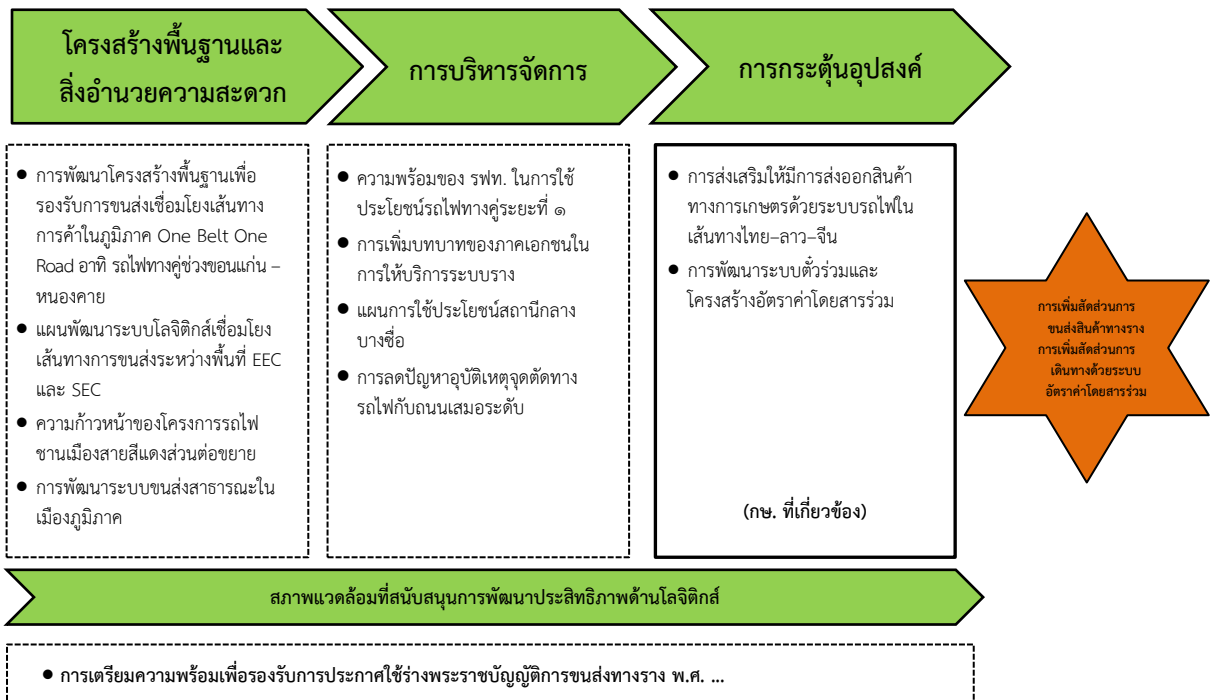 โครงสร้างพื้นฐานและ
สิ่งอำนวยความสะดวก
การบริหารจัดการ
การกระตุ้นอุปสงค์
● การพัฒนาโครงสร้างพื้นฐานเพื่อ
รองรับการขนส่งเชื่อมโยงเส้นทาง
การค้าในภูมิภาค One Belt One
Road อาทิ รถไฟทางคู่ช่วงขอนแก่น –
หนองคาย
● แผนพัฒนาระบบโลจิติกส์เชื่อมโยง
เส้นทางการขนส่งระหว่างพื้นที่ EEC
และ SEC
● ความก้าวหน้าของโครงการรถไฟ
ชานเมืองสายสีแดงส่วนต่อขยาย
● การพัฒนาระบบขนส่งสาธารณะใน
เมืองภูมิภาค
● ความพร้อมของ รฟท. ในการใช้
ประโยชน์รถไฟทางคู่ระยะที่ ๑
● การเพิ่มบทบาทของภาคเอกชนใน
การให้บริการระบบราง
● แผนการใช้ประโยชน์สถานีกลาง
บางซื่อ
● การลดปัญหาอุบัติเหตุจุดตัดทาง
รถไฟกับถนนเสมอระดับ
● การส่งเสริมให้มีการส่งออกสินค้า
ทางการเกษตรด้วยระบบรถไฟใน
เส้นทางไทย–ลาว–จีน
● การพัฒนาระบบตั๋วร่วมและ
โครงสร้างอัตราค่าโดยสารร่วม
(กษ. ที่เกี่ยวข้อง)
การเพิ่มสัดส่วนการ
ขนส่งสินค้าทางราง
การเพิ่มสัดส่วนการ
เดินทางด้วยระบบ
อัตราค่าโดยสารร่วม
สภาพแวดล้อมที่สนับสนุนการพัฒนาประสิทธิภาพด้านโลจิติกส์
● การเตรียมความพร้อมเพื่อรองรับการประกาศใช้ร่างพระราชบัญญัติการขนส่งทางราง พ.ศ. ...